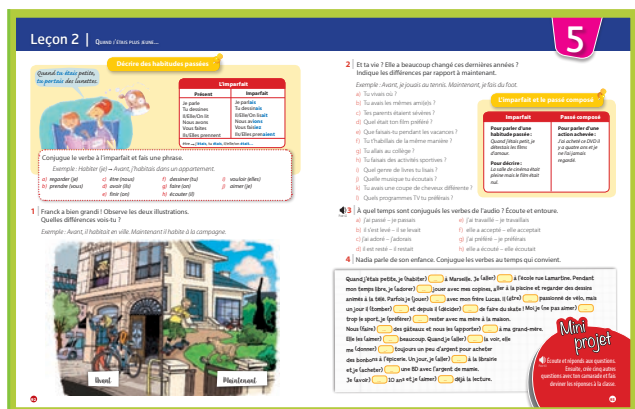 Leçon 2 | Quand j'étais plus jeune...
5
Décrire des habitudes passées
Quand tu étais petite,
tu portais des lunettes.
L'imparfait
Présent Imparfait
Je parle Je parlais
Tu dessines Tu dessinais
Il/Elle/On lit Il/Elle/On lisait
Nous avons Nous avions
Vous faites Vous faisiez
Ils/Elles prennent Ils/Elles prenaient
Conjugue le verbe à l'imparfait et fais une phrase.
Exemple : Habiter (je) → Avant, j'habitais dans un appartement.
a) regarder (je) c) être (nous) f) dessiner (tu) i) vouloir (elles)
b) prendre (vous) d) avoir (ils) g) faire (on) j) aimer (je)
e) finir (on) h) écouter (il)
1 | Franck a bien grandi ! Observe les deux illustrations.
Quelles différences vois-tu ?
Exemple : Avant, il habitait en ville. Maintenant il habite à la campagne.
Avant
Maintenant
2 | Et ta vie ? Elle a beaucoup changé ces dernières années ?
Indique les différences par rapport à maintenant.
Exemple : Avant, je jouais au tennis. Maintenant, je fais du foot.
a) Tu vivais où ?
b) Tu avais les mêmes ami(e)s ?
c) Tes parents étaient sévères ?
d) Quel était ton film préféré ?
e) Que faisais-tu pendant les vacances ?
f) Tu t'habillais de la même manière ?
g) Tu allais au collège ?
h) Tu faisais des activités sportives ?
i) Quel genre de livres tu lisais ?
j) Quelle musique tu écoutais ?
k) Tu avais une coupe de cheveux différente ?
l) Quels programmes TV tu préférais ?
L'imparfait et le passé composé
Imparfait Passé composé
Pour parler d'une
habitude passée :
Quand j'étais petit, je
détestais les films
d'amour.
Pour décrire :
La salle de cinéma était
pleine mais le film était
nul.
Pour parler d'une
action achevée :
J'ai acheté ce DVD il
y a quatre ans et je
ne l'ai jamais
regardé.
3 | À quel temps sont conjugués les verbes de l'audio ? Écoute et entoure.
a) j'ai passé – je passais e) j'ai travaillé – je travaillais
b) il s'est levé – il se levait f) elle a accepté – elle acceptait
c) j'ai adoré – j'adorais g) j'ai préféré – je préférais
d) il est resté – il restait h) elle a écouté – elle écoutait
4 | Nadia parle de son enfance. Conjugue les verbes au temps qui convient.
Quand j'étais petite, je (habiter) ... à Marseille. Je (aller) ... à l'école rue Lamartine. Pendant
mon temps libre, je (adorer) ... jouer avec mes copines, aller à la piscine et regarder des dessins
animés à la télé. Parfois je (jouer) ... avec mon frère Lucas. Il (être) ... passionné de vélo, mais
un jour il (tomber) ... et depuis il (décider) ... de faire du skate ! Moi je (ne pas aimer) ...
trop le sport, je (préférer) ... rester avec ma mère à la maison.
Nous (faire) ... des gâteaux et nous les (apporter) ... à ma grand-mère.
Elle les (aimer) ... beaucoup. Quand je (aller) ... la voir, elle
me (donner) ... toujours un peu d'argent pour acheter
des bonbons à l'épicerie. Un jour, je (aller) ... à la librairie
et je (acheter) ... une BD avec l'argent de mamie.
Je (avoir) ... 10 ans et je (aimer) ... déjà la lecture.
Mini
projet
Écoute et réponds aux questions.
Ensuite, crée cinq autres
questions avec ton camarade et fais
deviner les réponses à la classe.